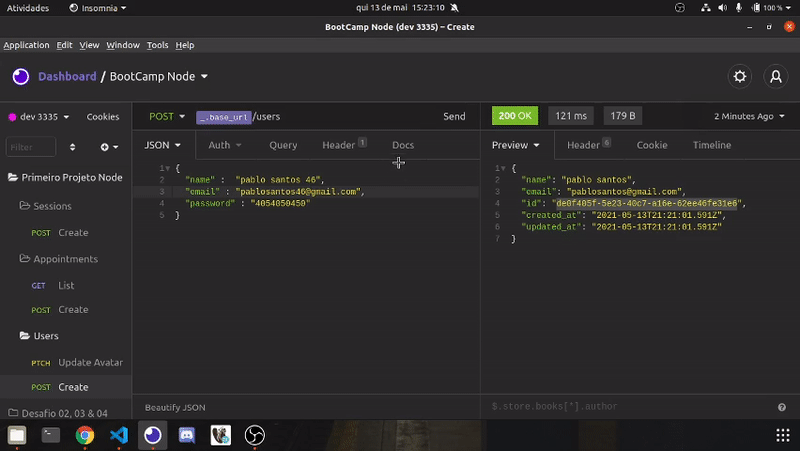 Atividades Insomnia qui 13 de mai 15:23:10 100 %
BootCamp Node (dev 3335) – Create
Application Edit View Window Tools Help
Dashboard / BootCamp Node
dev 3335 Cookies
Filter
Primeiro Projeto Node
Sessions
POST Create
Appointments
GET List
POST Create
Users
PTCH Update Avatar
POST Create
Desafio 02, 03 & 04
POST _.base_url /users Send
JSON Auth Query Header 1 Docs
1 {
2 "name" : "pablo santos 46",
3 "email" : "pablosantos46@gmail.com",
4 "password" : "4054050450"
5 }
Beautify JSON
200 OK 121 ms 179 B 2 Minutes Ago
Preview Header 6 Cookie Timeline
1 {
2 "name": "pablo santos",
3 "email": "pablosantos@gmail.com",
4 "id": "de0f405f-5e23-40c7-a16e-62ee46fe31e6",
5 "created_at": "2021-05-13T21:21:01.591Z",
6 "updated_at": "2021-05-13T21:21:01.591Z"
7 }
$.store.books[*].author